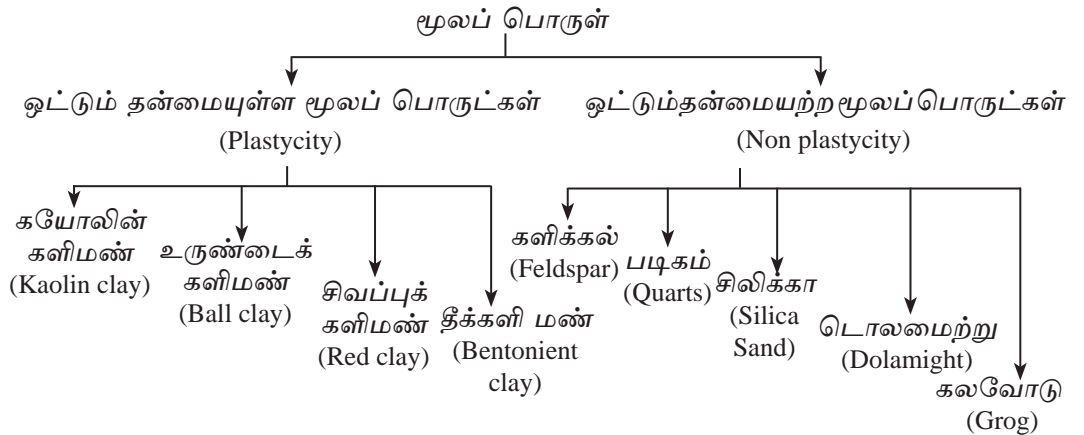 மூலப் பொருள்
ஒட்டும் தன்மையுள்ள மூலப் பொருட்கள்
(Plastycity)
ஒட்டும்தன்மையற்ற மூலப்பொருட்கள்
(Non plastycity)
கயோலின்
களிமண்
(Kaolin clay)
உருண்டைக்
களிமண்
(Ball clay)
சிவப்புக்
களிமண்
(Red clay)
தீக்களி மண்
(Bentonient
clay)
களிக்கல்
(Feldspar)
படிகம்
(Quarts)
சிலிக்கா
(Silica
Sand)
டொலமைற்று
(Dolamight)
கலவோடு
(Grog)